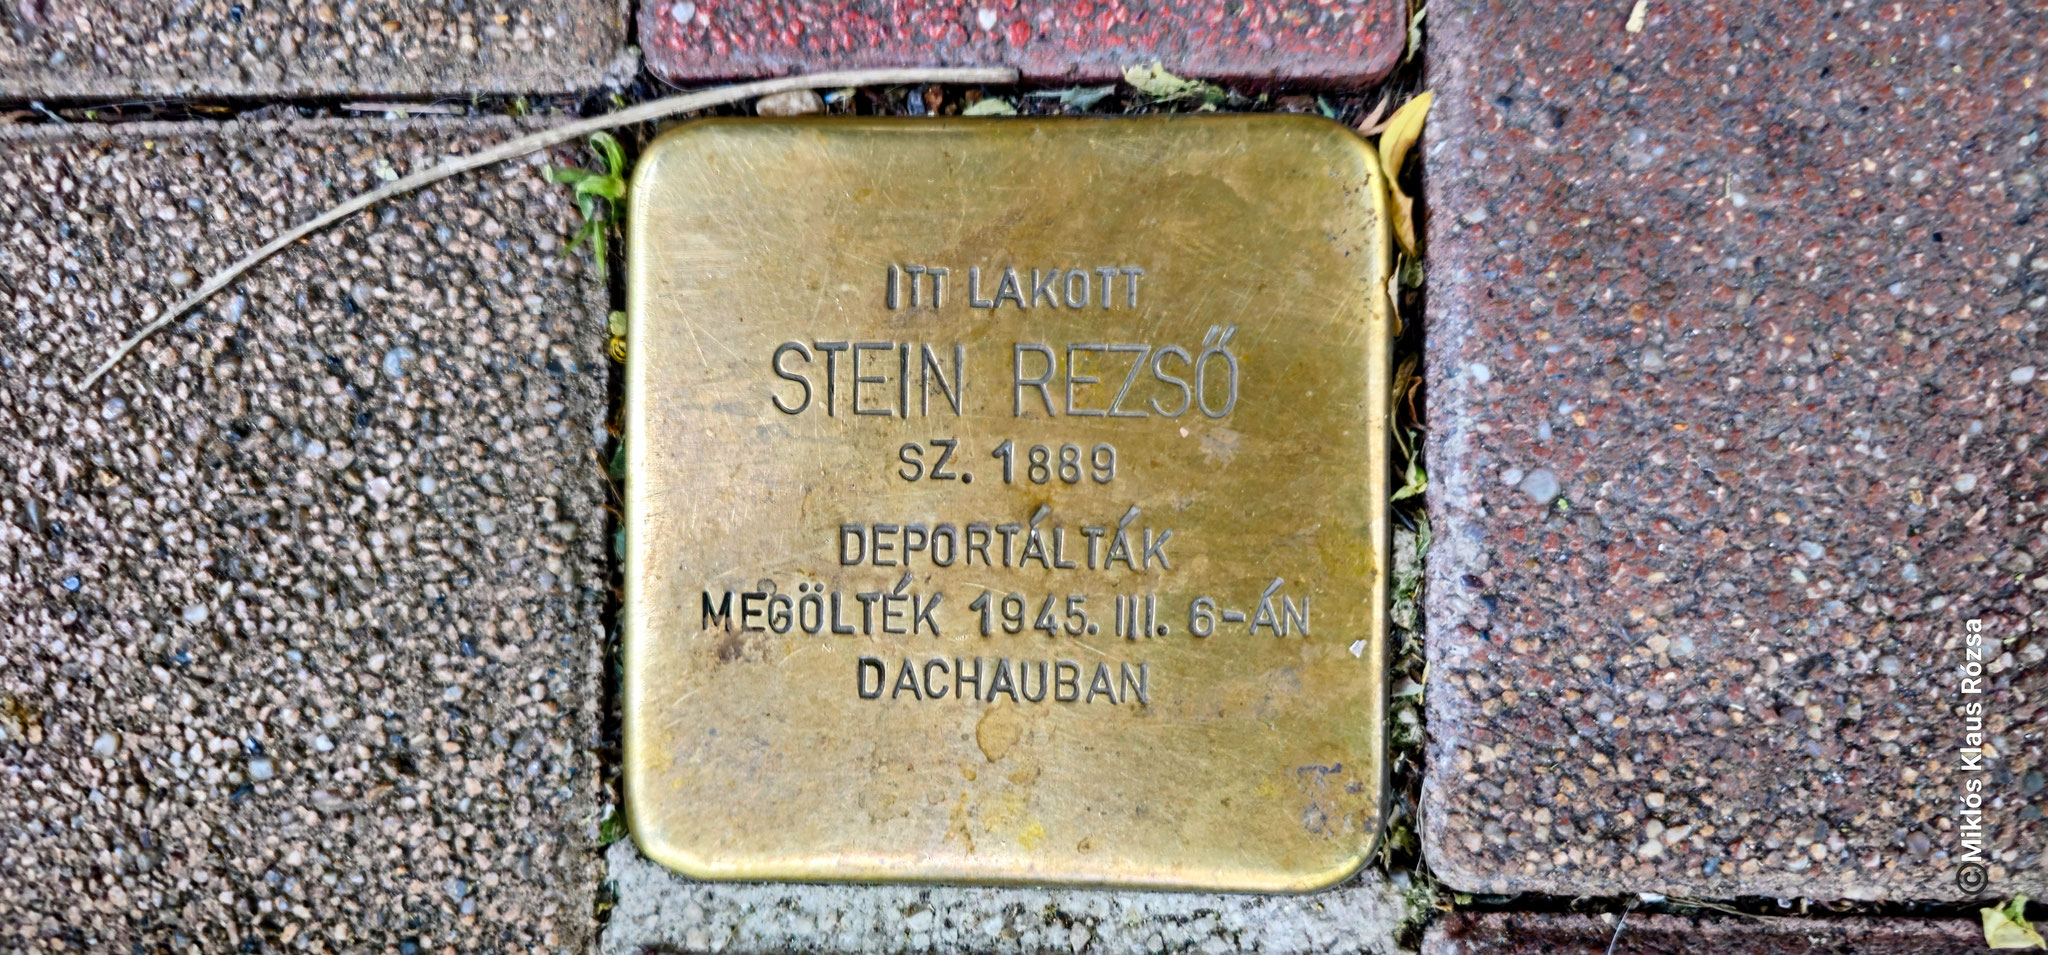 ITT LAKOTT
STEIN REZSŐ
SZ. 1889
DEPORTÁLTÁK
MEGÖLTÉK 1945. III. 6-ÁN
DACHAUBAN
©Miklós Klaus Rózsa